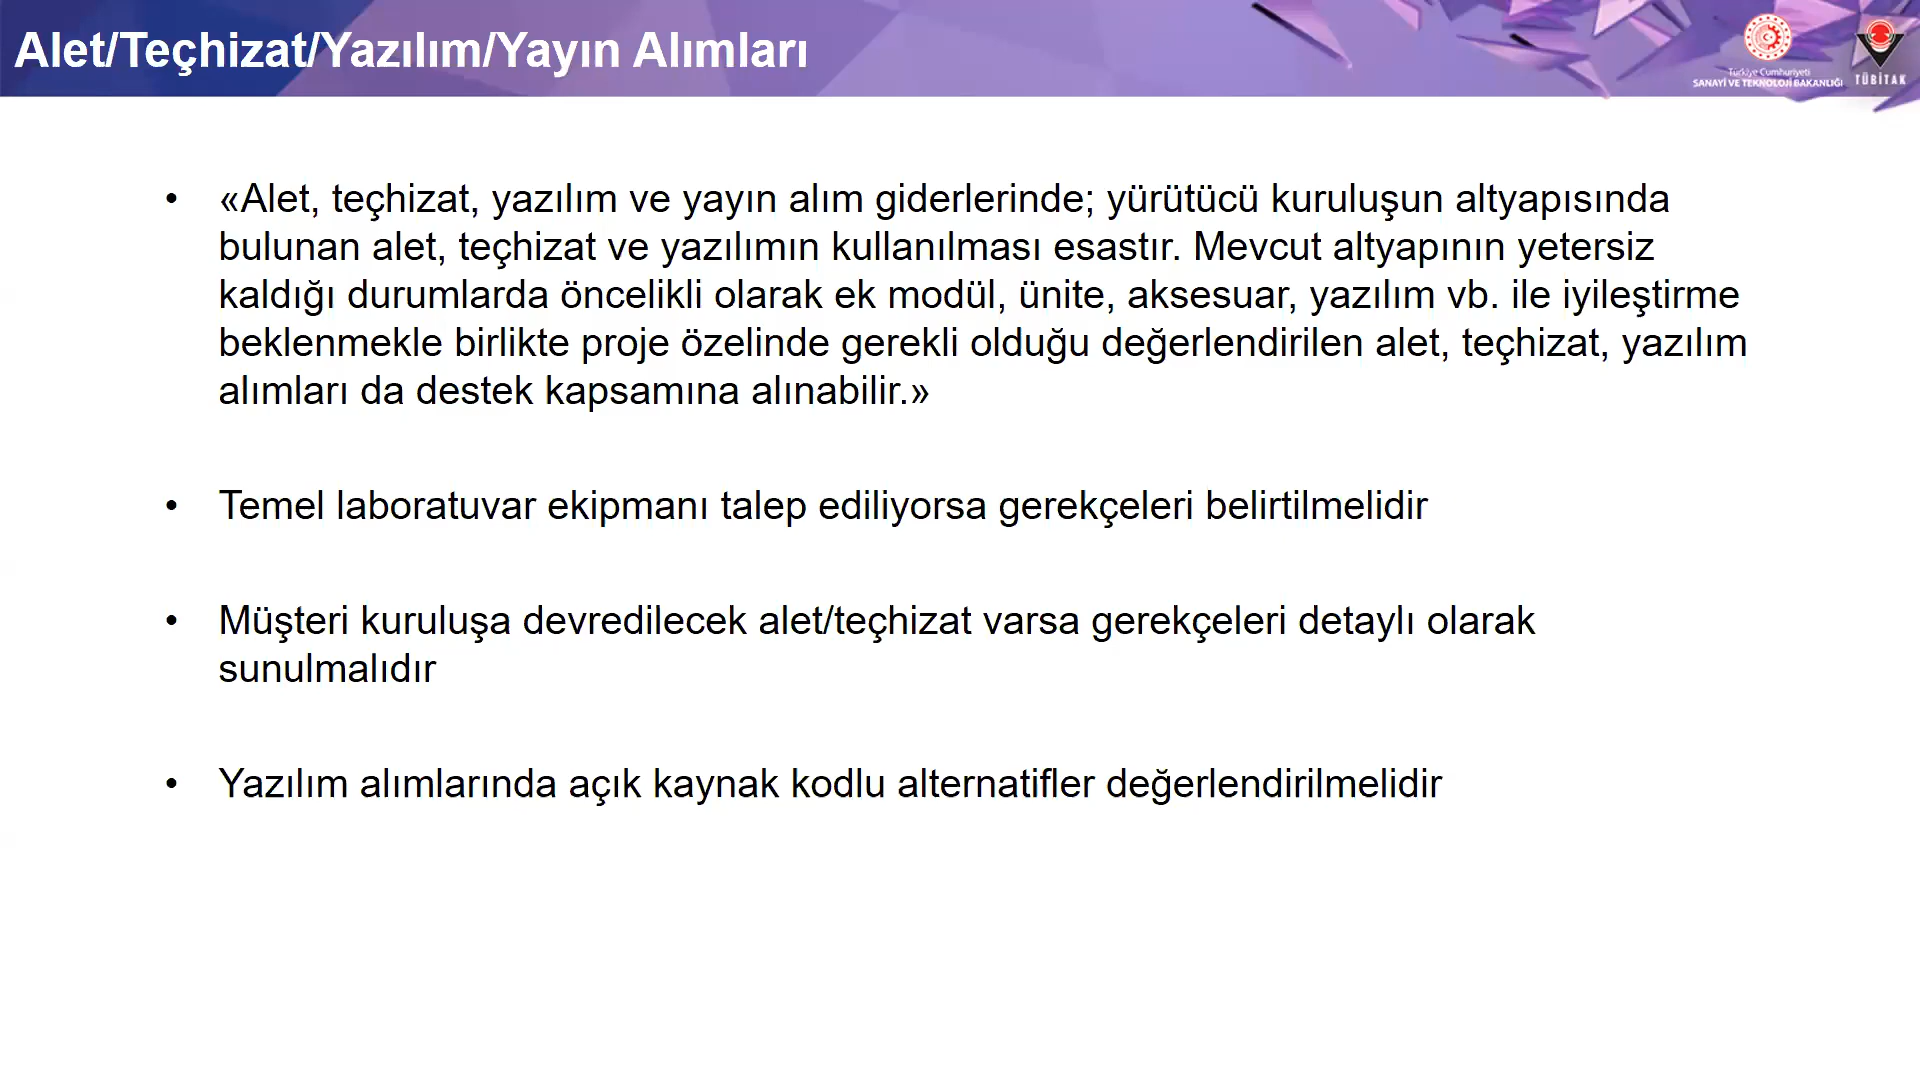 Alet/Teçhizat/Yazılım/Yayın Alımları
Türkiye Cumhuriyeti
SANAYİ VE TEKNOLOJİ BAKANLIĞI
TÜBİTAK
• «Alet, teçhizat, yazılım ve yayın alım giderlerinde; yürütücü kuruluşun altyapısında
bulunan alet, teçhizat ve yazılımın kullanılması esastır. Mevcut altyapının yetersiz
kaldığı durumlarda öncelikli olarak ek modül, ünite, aksesuar, yazılım vb. ile iyileştirme
beklenmekle birlikte proje özelinde gerekli olduğu değerlendirilen alet, teçhizat, yazılım
alımları da destek kapsamına alınabilir.»
• Temel laboratuvar ekipmanı talep ediliyorsa gerekçeleri belirtilmelidir
• Müşteri kuruluşa devredilecek alet/teçhizat varsa gerekçeleri detaylı olarak
sunulmalıdır
• Yazılım alımlarında açık kaynak kodlu alternatifler değerlendirilmelidir